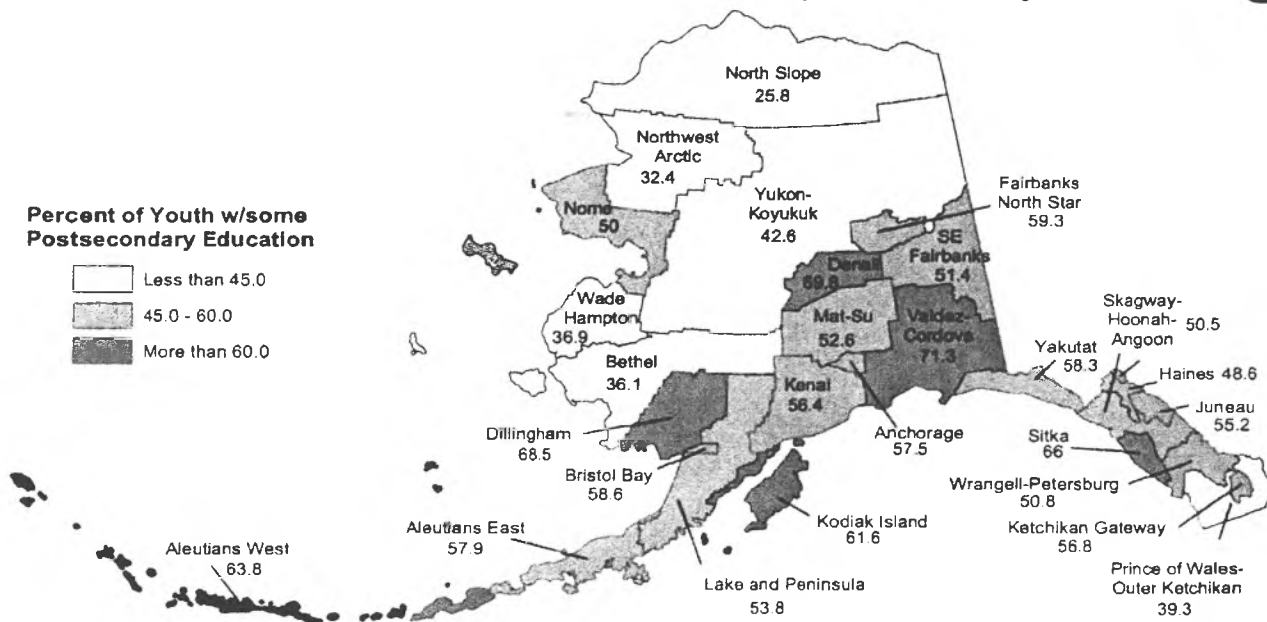 North Slope
25.8
Northwest
Arctic
32.4
Fairbanks
North Star
59.3
Percent of Youth w/some
Postsecondary Education
Less than 45.0
45.0 - 60.0
More than 60.0
Nome
50
Yukon-
Koyukuk
42.6
SE
Fairbanks
51.4
Denali
69.8
Wade
Hampton
36.9
Mat-Su
52.6
Valdez-
Cordova
71.3
Skagway-
Hoonah-
Angoon
50.5
Yakutat
58.3
Haines 48.6
Bethel
36.1
Kenai
56.4
Juneau
55.2
Dillingham
68.5
Anchorage
57.5
Sitka
66
Bristol Bay
58.6
Wrangell-Petersburg
50.8
Aleutians East
57.9
Kodiak Island
61.6
Ketchikan Gateway
56.8
Aleutians West
63.8
Lake and Peninsula
53.8
Prince of Wales-
Outer Ketchikan
39.3